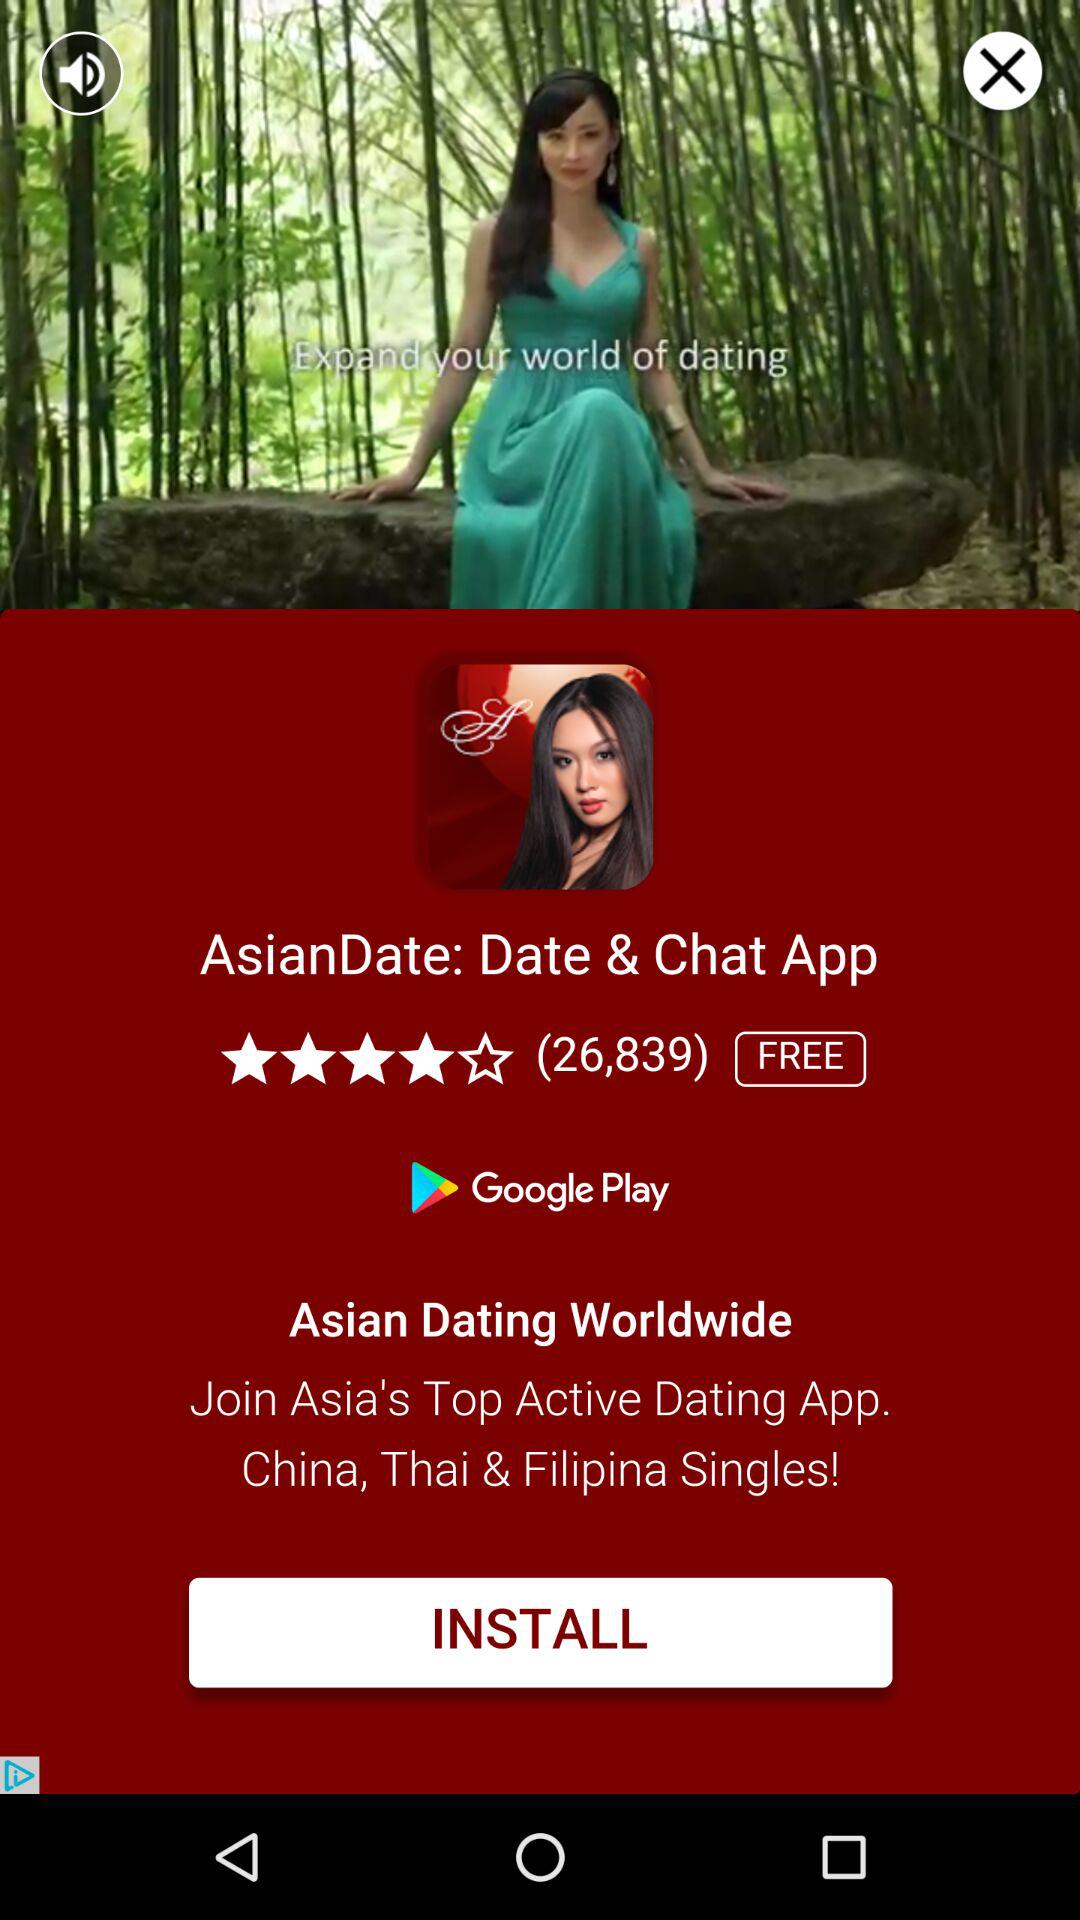 Expand your world of dating
A
AsianDate: Date & Chat App
(26,839) FREE
Google Play
Asian Dating Worldwide
Join Asia's Top Active Dating App.
China, Thai & Filipina Singles!
INSTALL